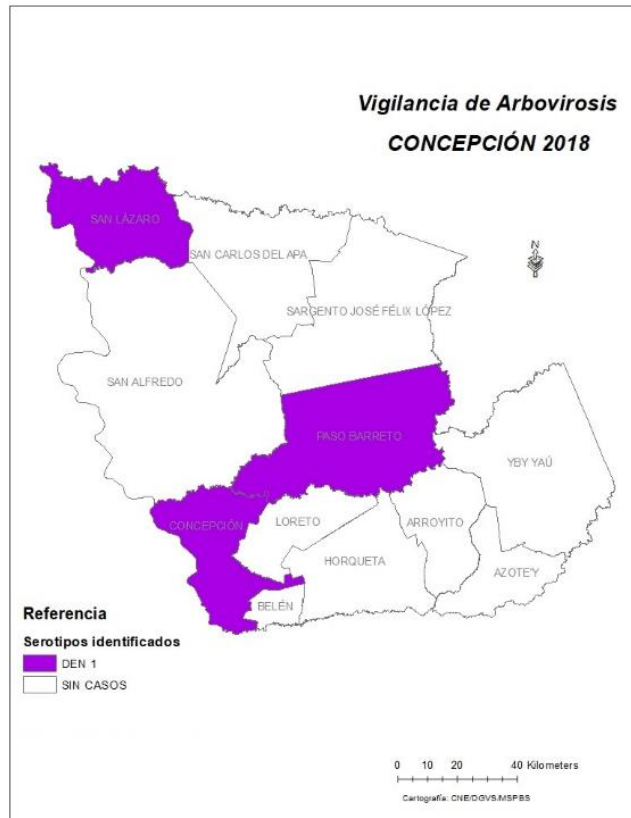 Vigilancia de Arbovirosis
CONCEPCIÓN 2018
SAN LÁZARO
N
SAN CARLOS DEL APA
SARGENTO JOSÉ FÉLIX LÓPEZ
SAN ALFREDO
PASO BARRETO
YBY YAÚ
CONCEPCIÓN
LORETO
ARROYITO
HORQUETA
AZOTE'Y
BELÉN
Referencia
Serotipos identificados
DEN 1
SIN CASOS
0 10 20 40 Kilometers
Cartografía: CNE/DGVS/MSPBS